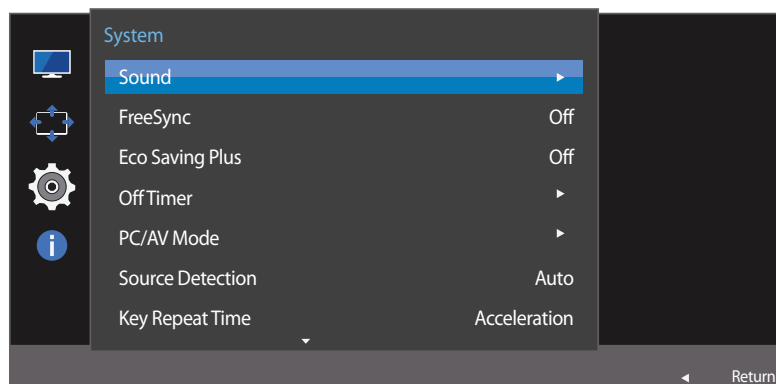 System
Sound
FreeSync Off
Eco Saving Plus Off
Off Timer
PC/AV Mode
Source Detection Auto
Key Repeat Time Acceleration
Return